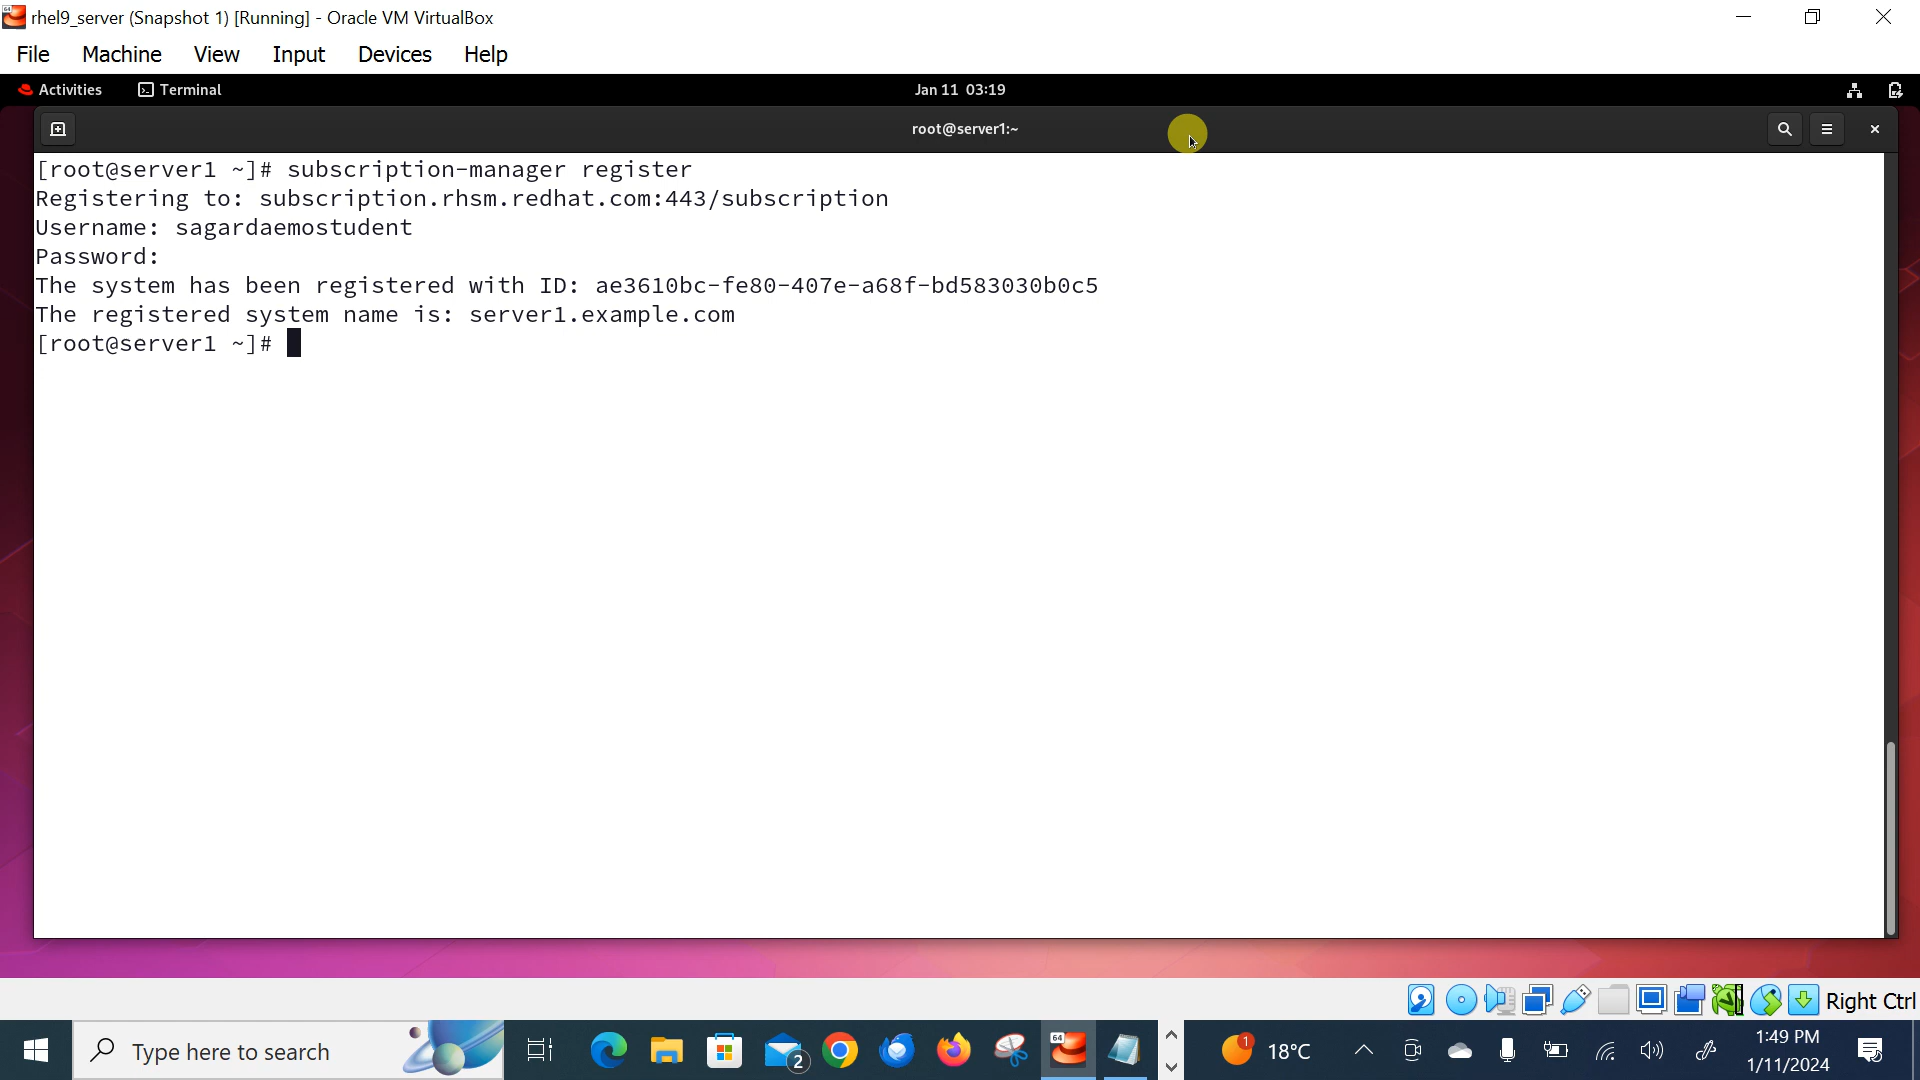 rhel9_server (Snapshot 1) [Running] - Oracle VM VirtualBox
File Machine View Input Devices Help
Activities Terminal Jan 11 03:19
root@server1:~
[root@server1 ~]# subscription-manager register
Registering to: subscription.rhsm.redhat.com:443/subscription
Username: sagardaemostudent
Password:
The system has been registered with ID: ae3610bc-fe80-407e-a68f-bd583030b0c5
The registered system name is: server1.example.com
[root@server1 ~]#
Right Ctrl
Type here to search
2
64
1
18°C
1:49 PM
1/11/2024